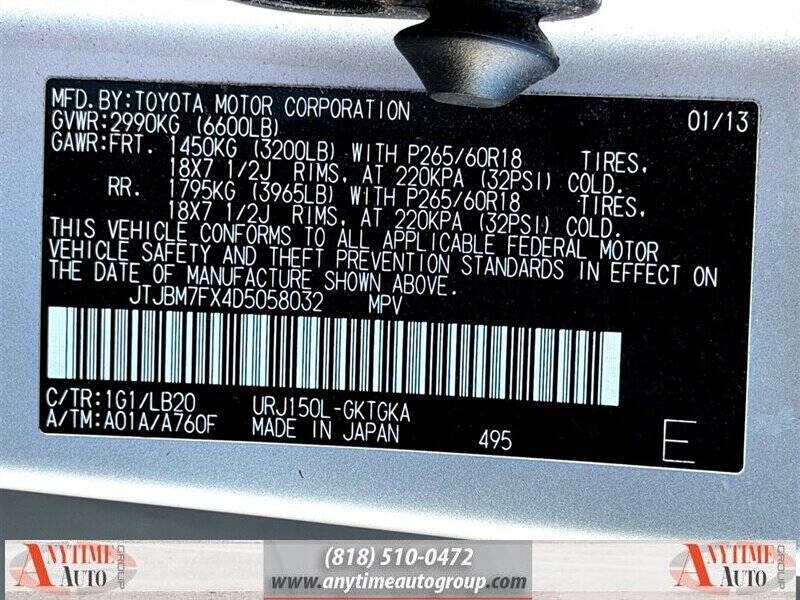 MFD.BY:TOYOTA MOTOR CORPORATION 01/13
GVWR:2990KG (6600LB)
GAWR:FRT. 1450KG (3200LB) WITH P265/60R18 TIRES,
18X7 1/2J RIMS, AT 220KPA (32PSI) COLD.
RR. 1795KG (3965LB) WITH P265/60R18 TIRES,
18X7 1/2J RIMS, AT 220KPA (32PSI) COLD.
THIS VEHICLE CONFORMS TO ALL APPLICABLE FEDERAL MOTOR
VEHICLE SAFETY AND THEFT PREVENTION STANDARDS IN EFFECT ON
THE DATE OF MANUFACTURE SHOWN ABOVE.
JTJBM7FX4D5058032 MPV
C/TR:1G1/LB20 URJ150L-GKTGKA
A/TM:A01A/A760F MADE IN JAPAN 495 E
ANYTIME AUTO GROUP
(818) 510-0472
www.anytimeautogroup.com
ANYTIME AUTO GROUP